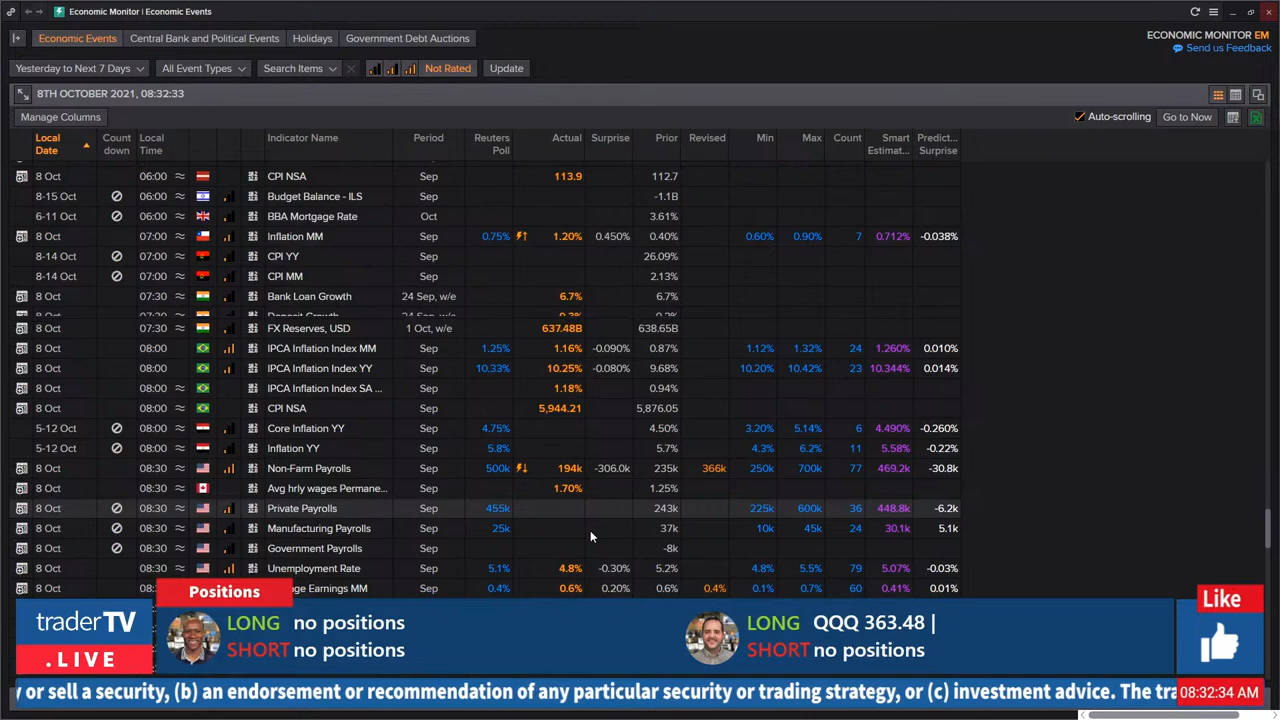 Economic Monitor | Economic Events
Economic Events Central Bank and Political Events Holidays Government Debt Auctions
ECONOMIC MONITOR EM
Send us Feedback
Yesterday to Next 7 Days All Event Types Search Items Not Rated Update
8TH OCTOBER 2021, 08:32:33
Manage Columns Auto-scrolling Go to Now
Local Date Count down Local Time Indicator Name Period Reuters Poll Actual Surprise Prior Revised Min Max Count Smart Estimat... Predict... Surprise
8 Oct 06:00 CPI NSA Sep 113.9 112.7
8-15 Oct 06:00 Budget Balance - ILS Sep -1.1B
6-11 Oct 06:00 BBA Mortgage Rate Oct 3.61%
8 Oct 07:00 Inflation MM Sep 0.75% 1.20% 0.450% 0.40% 0.60% 0.90% 7 0.712% -0.038%
8-14 Oct 07:00 CPI YY Sep 26.09%
8-14 Oct 07:00 CPI MM Sep 2.13%
8 Oct 07:30 Bank Loan Growth 24 Sep, w/e 6.7% 6.7%
8 Oct 07:30 FX Reserves, USD 1 Oct, w/e 637.48B 638.65B
8 Oct 08:00 IPCA Inflation Index MM Sep 1.25% 1.16% -0.090% 0.87% 1.12% 1.32% 24 1.260% 0.010%
8 Oct 08:00 IPCA Inflation Index YY Sep 10.33% 10.25% -0.080% 9.68% 10.20% 10.42% 23 10.344% 0.014%
8 Oct 08:00 IPCA Inflation Index SA ... Sep 1.18% 0.94%
8 Oct 08:00 CPI NSA Sep 5,944.21 5,876.05
5-12 Oct 08:00 Core Inflation YY Sep 4.75% 4.50% 3.20% 5.14% 6 4.490% -0.260%
5-12 Oct 08:00 Inflation YY Sep 5.8% 5.7% 4.3% 6.2% 11 5.58% -0.22%
8 Oct 08:30 Non-Farm Payrolls Sep 500k 194k -306.0k 235k 366k 250k 700k 77 469.2k -30.8k
8 Oct 08:30 Avg hrly wages Permane... Sep 1.70% 1.25%
8 Oct 08:30 Private Payrolls Sep 455k 243k 225k 600k 36 448.8k -6.2k
8 Oct 08:30 Manufacturing Payrolls Sep 25k 37k 10k 45k 24 30.1k 5.1k
8 Oct 08:30 Government Payrolls Sep -8k
8 Oct 08:30 Unemployment Rate Sep 5.1% 4.8% -0.30% 5.2% 4.8% 5.5% 79 5.07% -0.03%
8 Oct Earnings MM Sep 0.4% 0.6% 0.20% 0.6% 0.4% 0.1% 0.7% 60 0.41% 0.01%
Positions
Like
traderTV
.LIVE
LONG no positions
SHORT no positions
LONG QQQ 363.48 |
SHORT no positions
or sell a security, (b) an endorsement or recommendation of any particular security or trading strategy, or (c) investment advice. The
08:32:34 AM